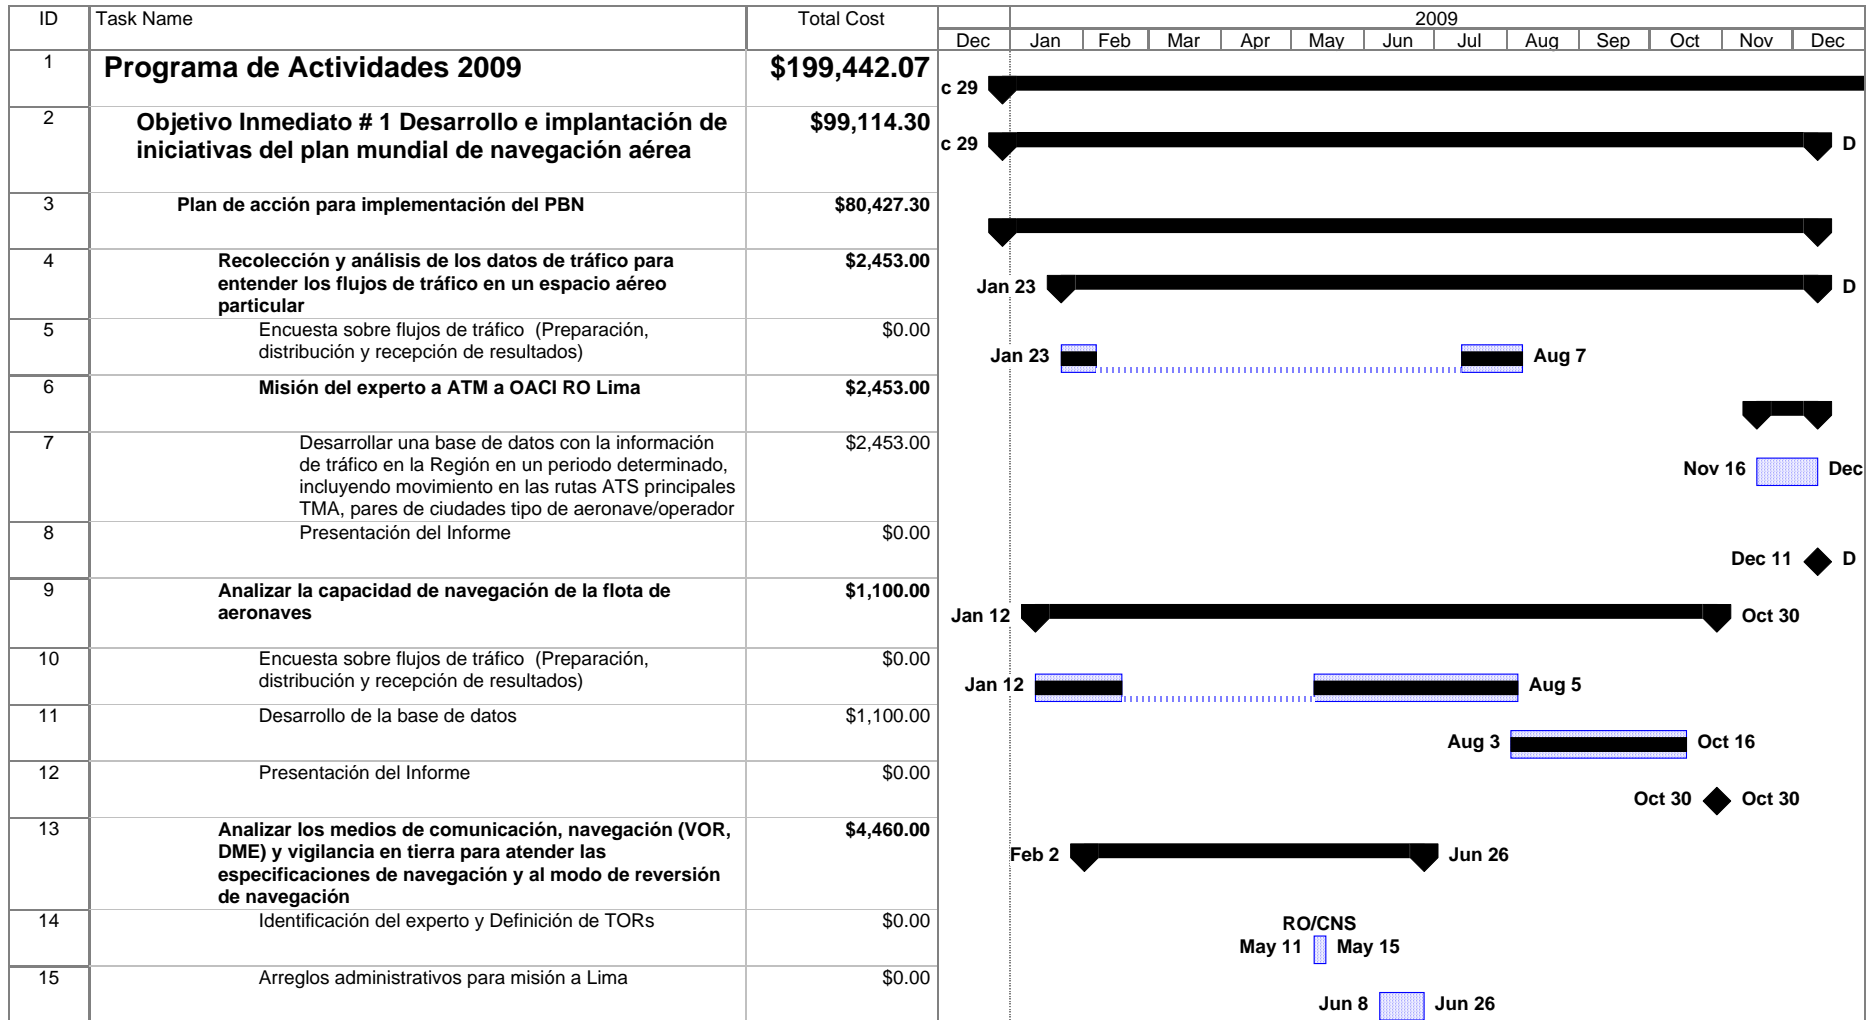 ID Task Name Total Cost 2009
Dec Jan Feb Mar Apr May Jun Jul Aug Sep Oct Nov Dec
1 Programa de Actividades 2009 $199,442.07
c 29
2 Objetivo Inmediato # 1 Desarrollo e implantación de $99,114.30
iniciativas del plan mundial de navegación aérea
c 29 D
3 Plan de acción para implementación del PBN $80,427.30
4 Recolección y análisis de los datos de tráfico para $2,453.00
entender los flujos de tráfico en un espacio aéreo
particular
Jan 23 D
5 Encuesta sobre flujos de tráfico (Preparación, $0.00
distribución y recepción de resultados)
Jan 23 Aug 7
6 Misión del experto a ATM a OACI RO Lima $2,453.00
7 Desarrollar una base de datos con la información $2,453.00
de tráfico en la Región en un periodo determinado,
incluyendo movimiento en las rutas ATS principales
TMA, pares de ciudades tipo de aeronave/operador
Nov 16 Dec
8 Presentación del Informe $0.00
Dec 11 D
9 Analizar la capacidad de navegación de la flota de $1,100.00
aeronaves
Jan 12 Oct 30
10 Encuesta sobre flujos de tráfico (Preparación, $0.00
distribución y recepción de resultados)
Jan 12 Aug 5
11 Desarrollo de la base de datos $1,100.00
Aug 3 Oct 16
12 Presentación del Informe $0.00
Oct 30 Oct 30
13 Analizar los medios de comunicación, navegación (VOR, $4,460.00
DME) y vigilancia en tierra para atender las
especificaciones de navegación y al modo de reversión
de navegación
Feb 2 Jun 26
14 Identificación del experto y Definición de TORs $0.00
RO/CNS
May 11 May 15
15 Arreglos administrativos para misión a Lima $0.00
Jun 8 Jun 26